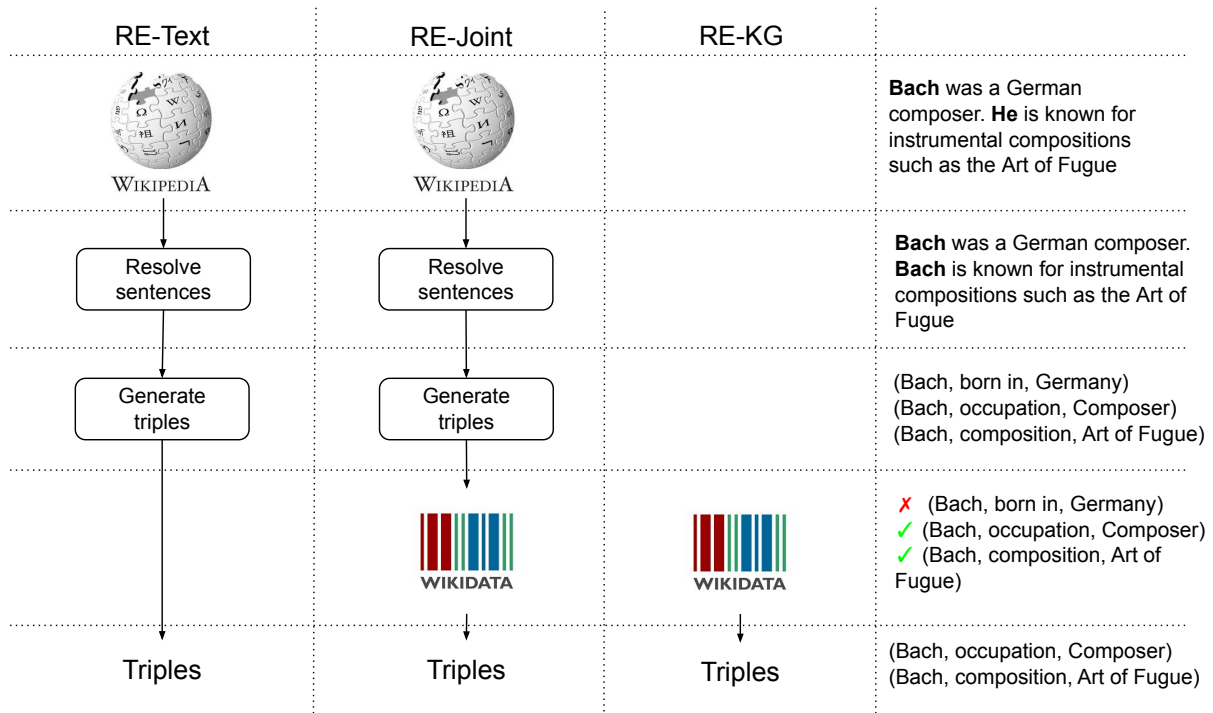 RE-Text
RE-Joint
RE-KG
WIKIPEDIA
WIKIPEDIA
Bach was a German
composer. He is known for
instrumental compositions
such as the Art of Fugue
Resolve
sentences
Resolve
sentences
Bach was a German composer.
Bach is known for instrumental
compositions such as the Art of
Fugue
Generate
triples
Generate
triples
(Bach, born in, Germany)
(Bach, occupation, Composer)
(Bach, composition, Art of Fugue)
WIKIDATA
WIKIDATA
✗ (Bach, born in, Germany)
✓ (Bach, occupation, Composer)
✓ (Bach, composition, Art of
Fugue)
Triples
Triples
Triples
(Bach, occupation, Composer)
(Bach, composition, Art of Fugue)